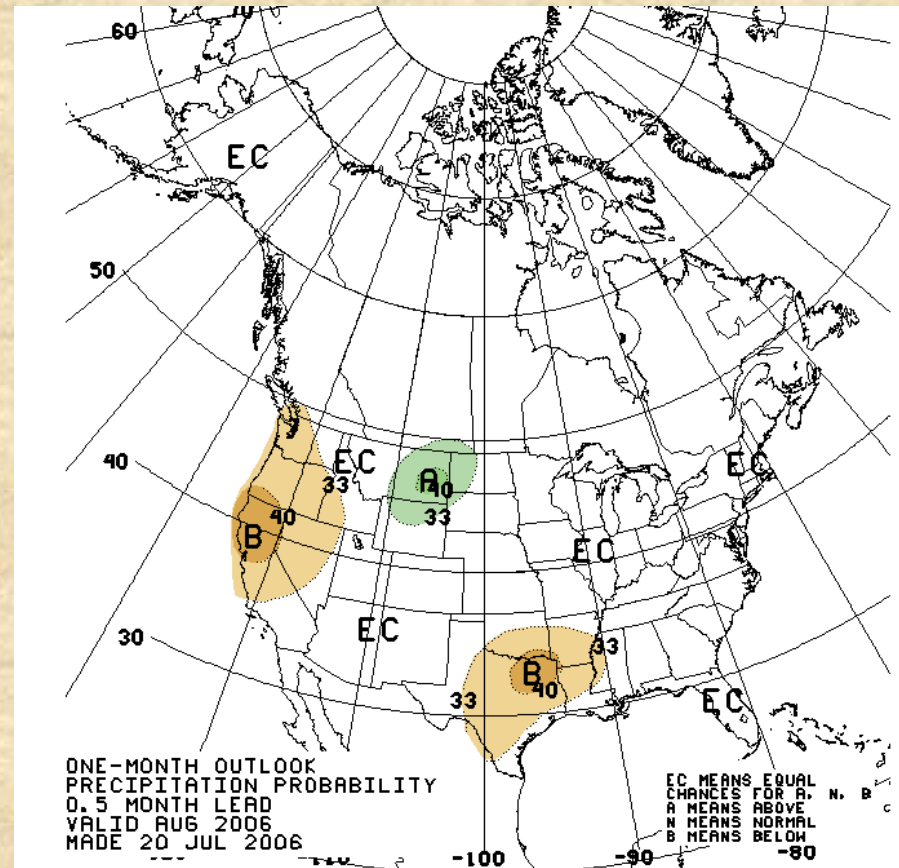 60
70
EC
50
40
EC
A
40
33
33
EC
40
B
EC
30
EC
33
B
40
33
EC
ONE-MONTH OUTLOOK
PRECIPITATION PROBABILITY
0.5 MONTH LEAD
VALID AUG 2006
MADE 20 JUL 2006
EC MEANS EQUAL
CHANCES FOR A, N, B
A MEANS ABOVE
N MEANS NORMAL
B MEANS BELOW
-110
-100
-90
-80